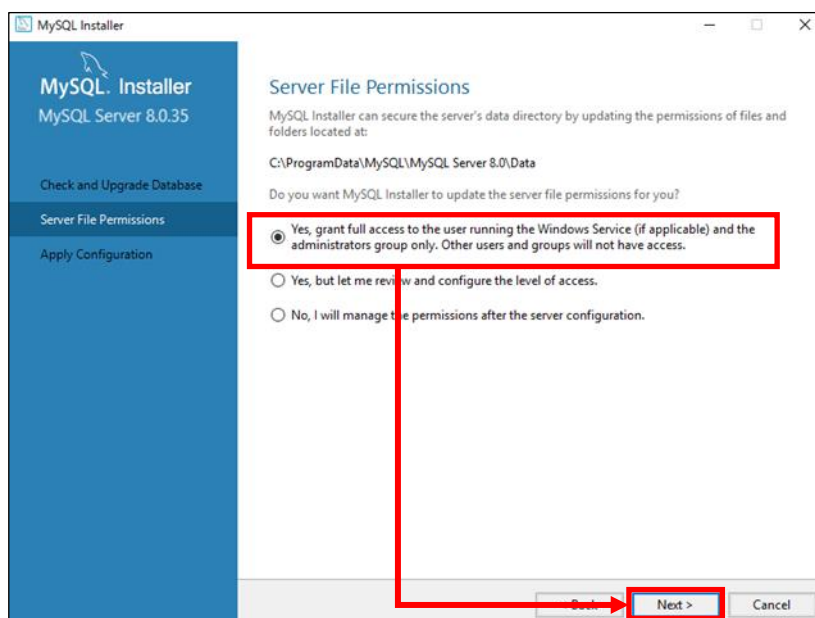 MySQL Installer
MySQL. Installer
MySQL Server 8.0.35
Check and Upgrade Database
Server File Permissions
Apply Configuration
Server File Permissions
MySQL Installer can secure the server's data directory by updating the permissions of files and
folders located at:
C:\ProgramData\MySQL\MySQL Server 8.0\Data
Do you want MySQL Installer to update the server file permissions for you?
Yes, grant full access to the user running the Windows Service (if applicable) and the
administrators group only. Other users and groups will not have access.
Yes, but let me review and configure the level of access.
No, I will manage the permissions after the server configuration.
Next >
Cancel